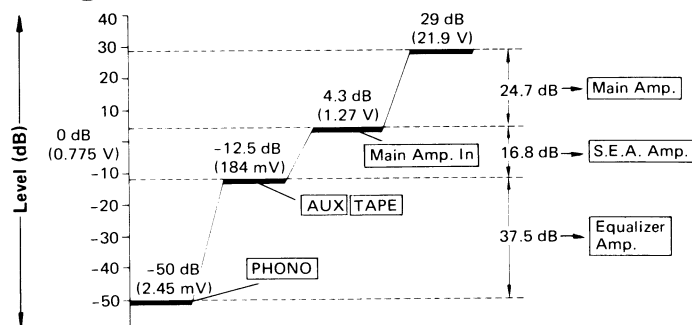 40
29 dB
(21.9 V)
30
20
24.7 dB
Main Amp.
4.3 dB
(1.27 V)
10
0 dB
(0.775 V)
-12.5 dB
(184 mV)
Main Amp. In
16.8 dB
S.E.A. Amp.
-10
AUX TAPE
-20
-30
37.5 dB
Equalizer
Amp.
-40
-50 dB
(2.45 mV)
PHONO
-50
Level (dB)